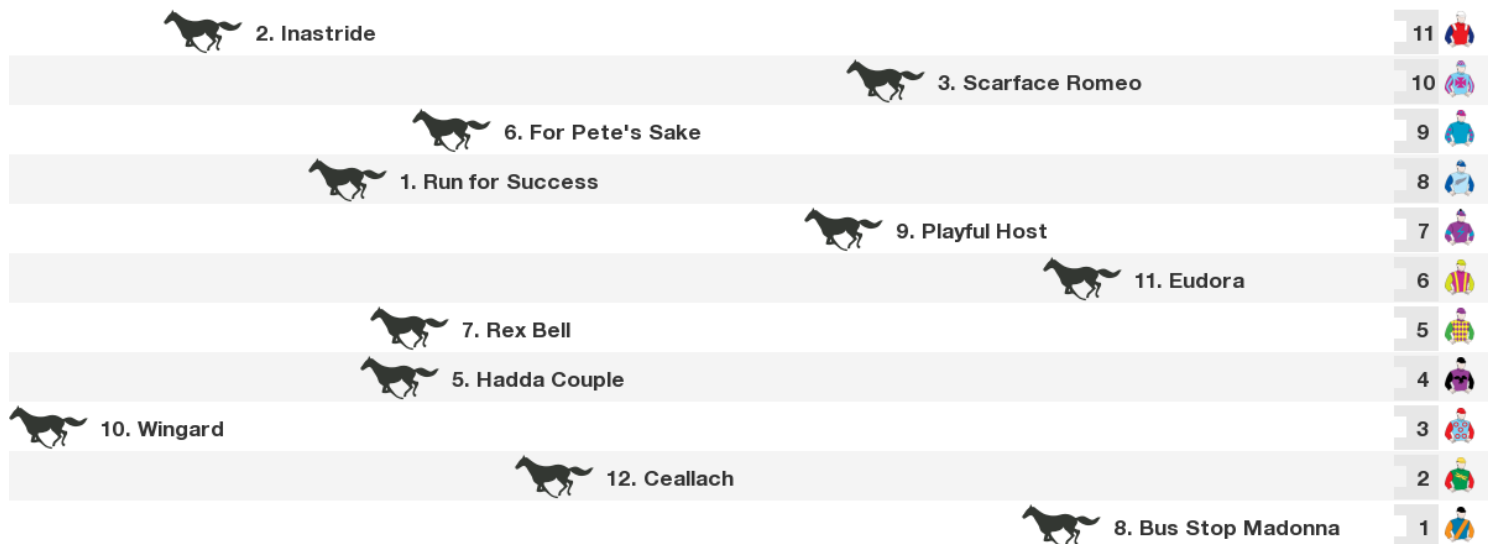 2. Inastride 11
3. Scarface Romeo 10
6. For Pete's Sake 9
1. Run for Success 8
9. Playful Host 7
11. Eudora 6
7. Rex Bell 5
5. Hadda Couple 4
10. Wingard 3
12. Ceallach 2
8. Bus Stop Madonna 1